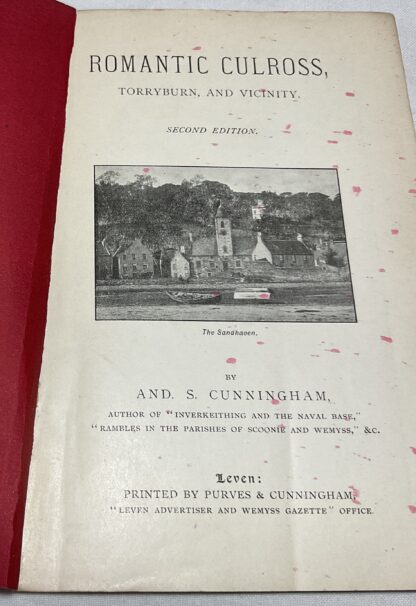 ROMANTIC CULROSS,
TORRYBURN, AND VICINITY.
SECOND EDITION.
The Sandhaven.
BY
AND. S. CUNNINGHAM,
AUTHOR OF "INVERKEITHING AND THE NAVAL BASE,"
"RAMBLES IN THE PARISHES OF SCOONIE AND WEMYSS," &C.
Leven:
PRINTED BY PURVES & CUNNINGHAM,
"LEVEN ADVERTISER AND WEMYSS GAZETTE" OFFICE.